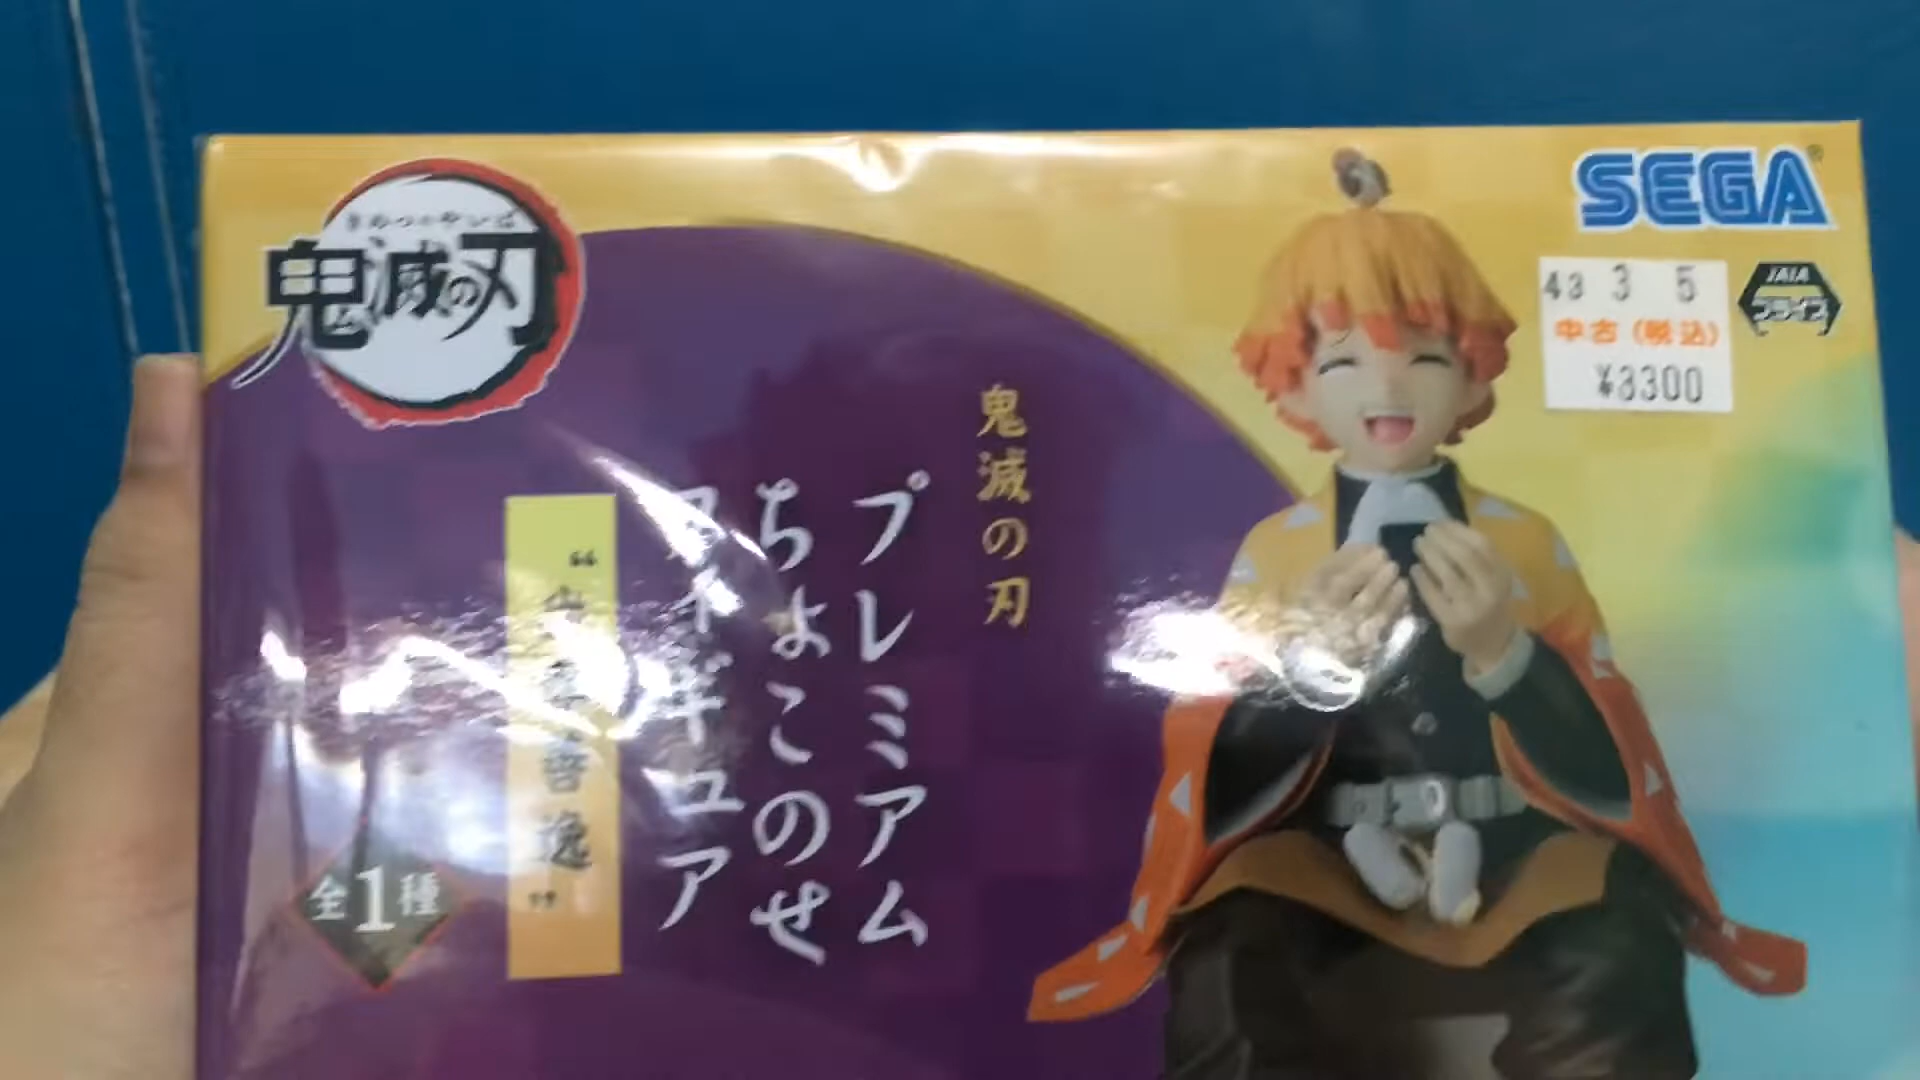 きめつのやいば
鬼滅の刃
SEGA
43 3 5
中古（税込）
¥3300
JAIA
プライズ
鬼滅の刃
プレミアム
ちょこのせ
フィギュア
善逸”
全1種